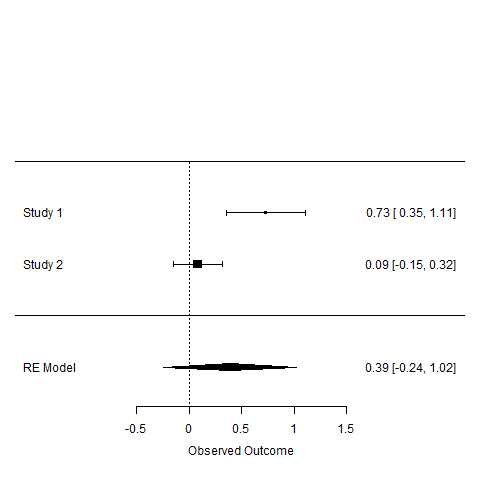 Study 1 0.73 [ 0.35, 1.11]
Study 2 0.09 [-0.15, 0.32]
RE Model 0.39 [-0.24, 1.02]
-0.5 0 0.5 1 1.5
Observed Outcome